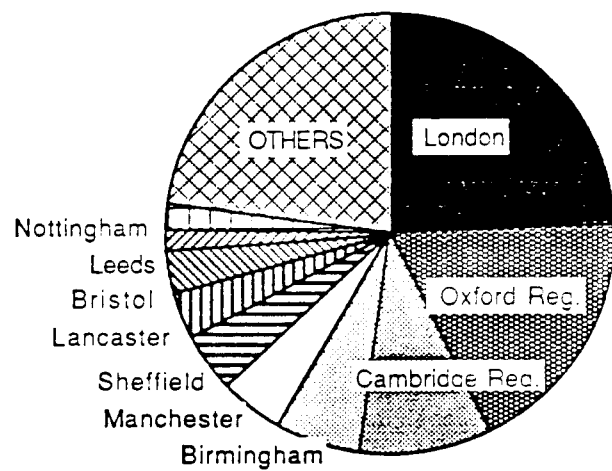 OTHERS
London
Nottingham
Leeds
Oxford Reg.
Bristol
Lancaster
Cambridge Reg.
Sheffield
Manchester
Birmingham